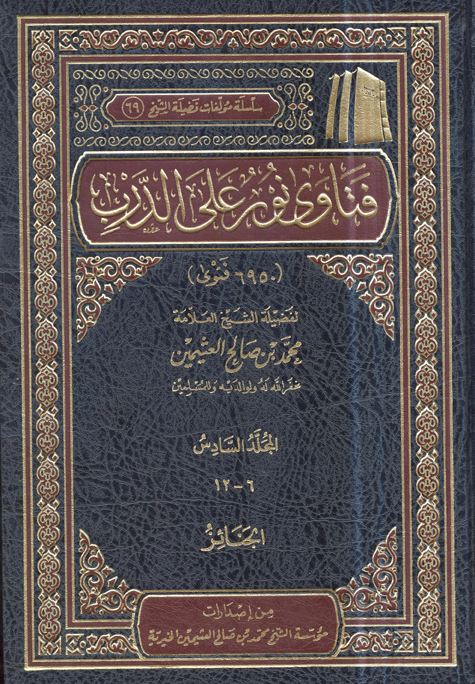 سلسلة مؤلفات فضيلة الشيخ (٦٩)
فتاوى نور على الدرب
(٦٩٥٠ فتوى)
لفضيلة الشيخ العلامة
محمد بن صالح العثيمين
غفر الله له ولوالديه وللمسلمين
المجلد السادس
٦ - ١٢
الجنائز
من إصدارات
مؤسسة الشيخ محمد بن صالح العثيمين الخيرية